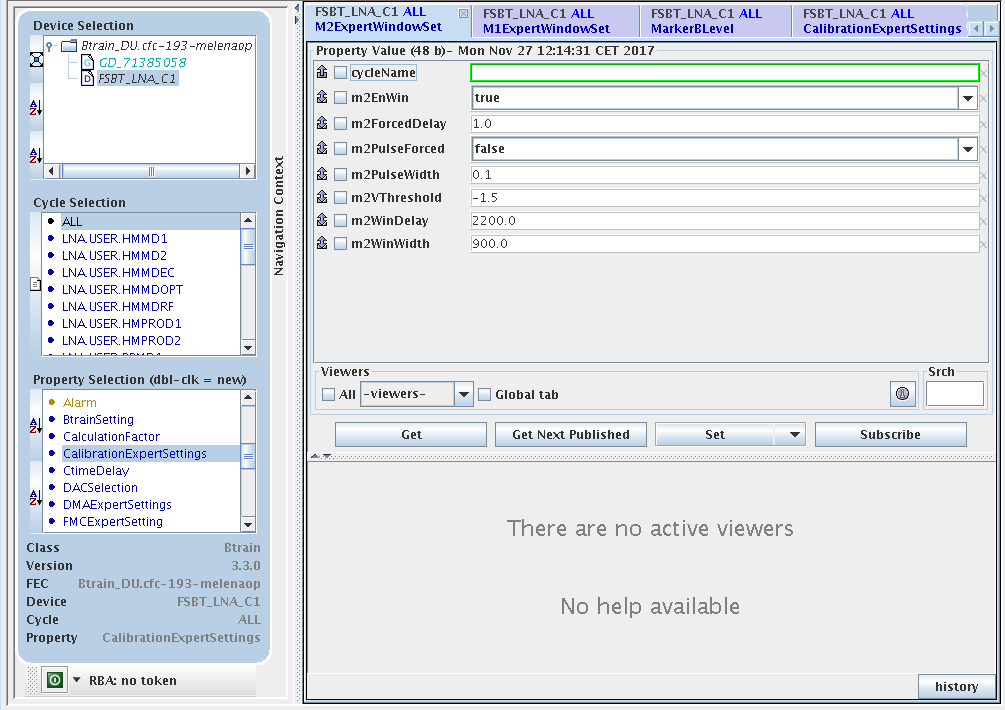 Device Selection
Btrain_DU.cfc-193-melenaop
GD_71385058
FSBT_LNA_C1
Cycle Selection
ALL
LNA.USER.HMMD1
LNA.USER.HMMD2
LNA.USER.HMMDEC
LNA.USER.HMMDOPT
LNA.USER.HMMDRF
LNA.USER.HMPROD1
LNA.USER.HMPROD2
Property Selection (dbl-clk = new)
Alarm
BtrainSetting
CalculationFactor
CalibrationExpertSettings
CtimeDelay
DACSelection
DMAExpertSettings
FMCExpertSetting
Class Btrain
Version 3.3.0
FEC Btrain_DU.cfc-193-melenaop
Device FSBT_LNA_C1
Cycle ALL
Property CalibrationExpertSettings
RBA: no token
Navigation Context
FSBT_LNA_C1 ALL
M2ExpertWindowSet
FSBT_LNA_C1 ALL
M1ExpertWindowSet
FSBT_LNA_C1 ALL
MarkerBLevel
FSBT_LNA_C1 ALL
CalibrationExpertSettings
Property Value (48 b)- Mon Nov 27 12:14:31 CET 2017
cycleName
m2EnWin true
m2ForcedDelay 1.0
m2PulseForced false
m2PulseWidth 0.1
m2VThreshold -1.5
m2WinDelay 2200.0
m2WinWidth 900.0
Viewers
All -viewers- Global tab
Srch
Get Get Next Published Set Subscribe
There are no active viewers
No help available
history